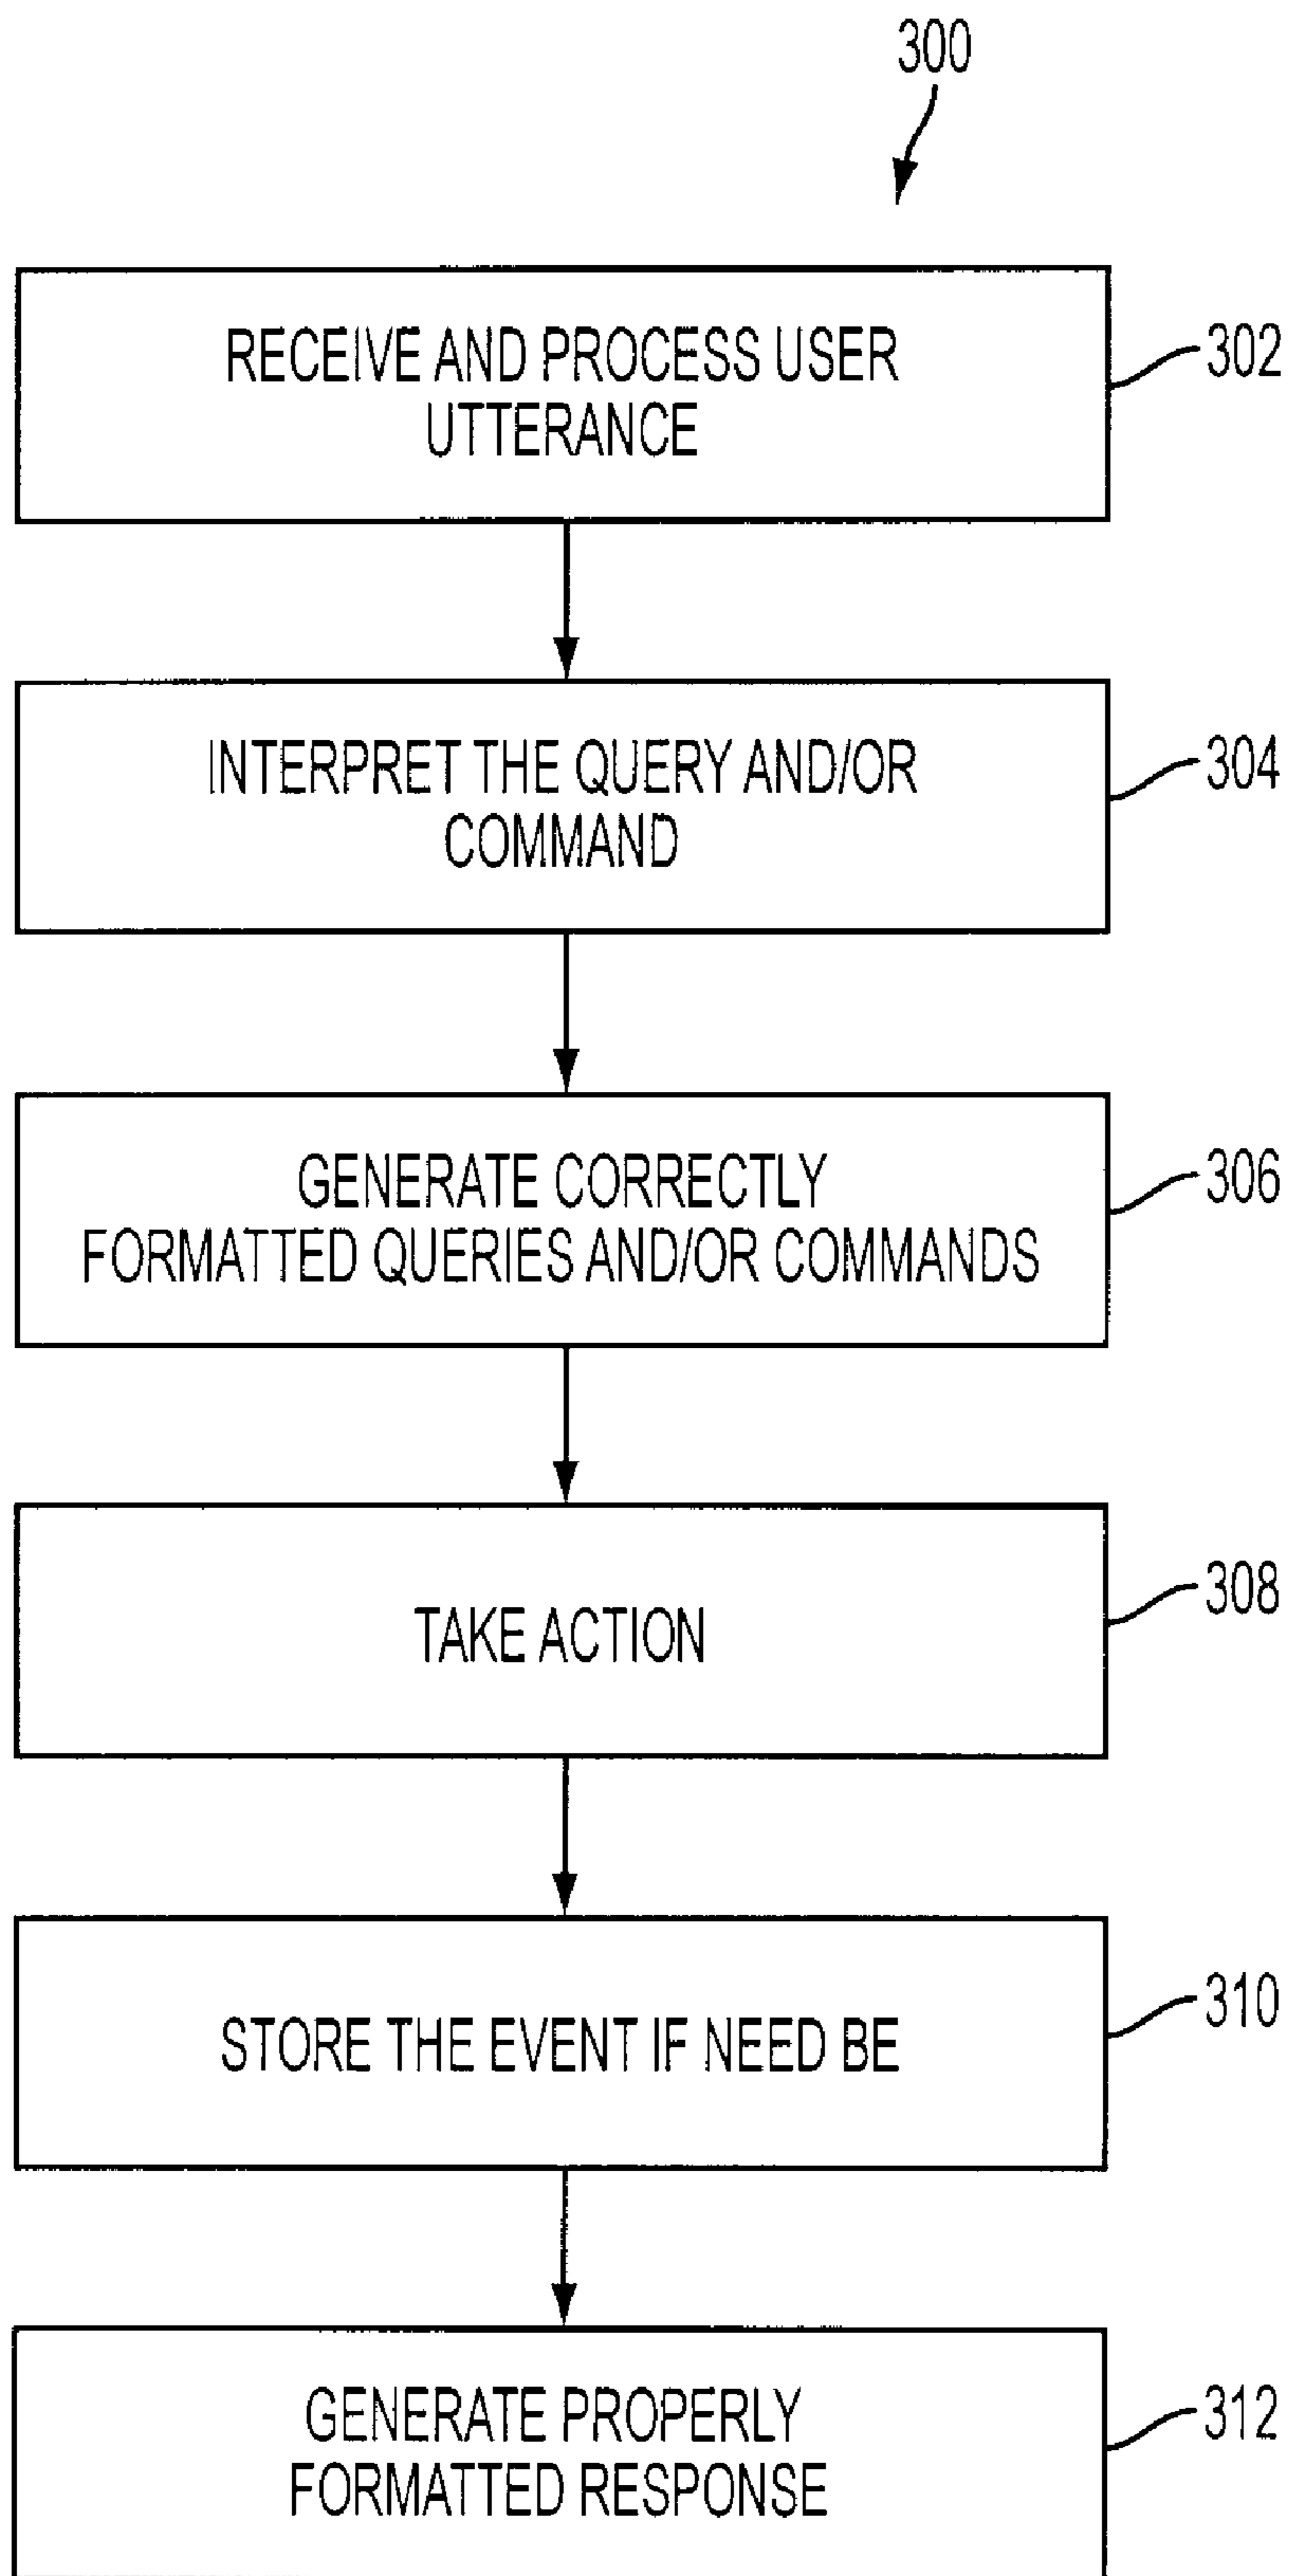 300
RECEIVE AND PROCESS USER
UTTERANCE
302
INTERPRET THE QUERY AND/OR
COMMAND
304
GENERATE CORRECTLY
FORMATTED QUERIES AND/OR COMMANDS
306
TAKE ACTION
308
STORE THE EVENT IF NEED BE
310
GENERATE PROPERLY
FORMATTED RESPONSE
312